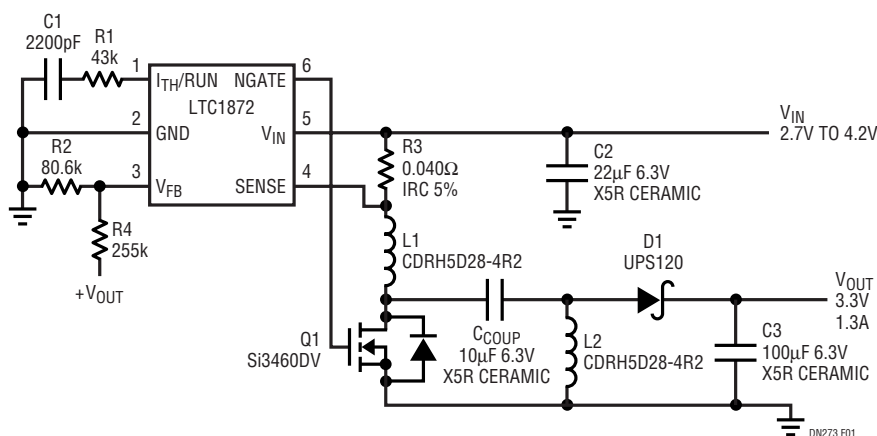 C1
2200pF
R1
43k
1
2
3
I_TH/RUN
NGATE
LTC1872
GND
V_IN
V_FB
SENSE
6
5
4
R2
80.6k
R4
255k
+V_OUT
R3
0.040Ω
IRC 5%
V_IN
2.7V TO 4.2V
C2
22µF 6.3V
X5R CERAMIC
L1
CDRH5D28-4R2
D1
UPS120
V_OUT
3.3V
1.3A
Q1
Si3460DV
C_COUP
10µF 6.3V
X5R CERAMIC
L2
CDRH5D28-4R2
C3
100µF 6.3V
X5R CERAMIC
DN273 F01